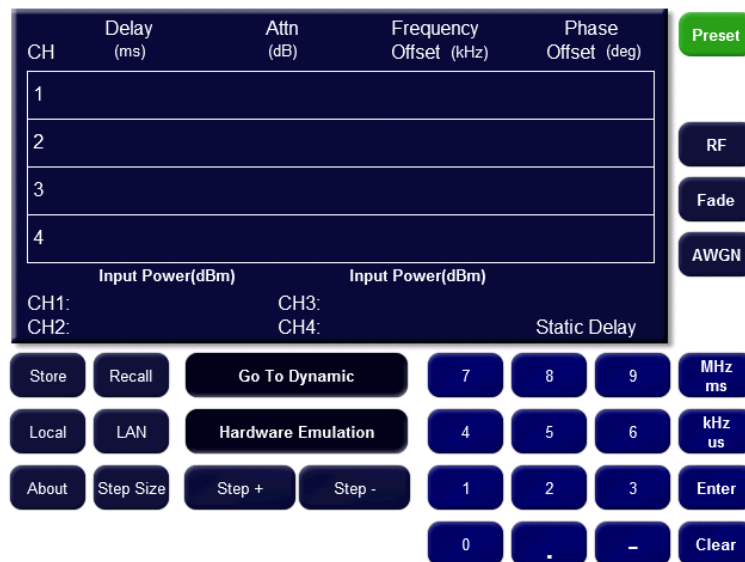 Delay Attn Frequency Phase
CH (ms) (dB) Offset (kHz) Offset (deg)
1
2
3
4
Input Power(dBm) Input Power(dBm)
CH1: CH3:
CH2: CH4: Static Delay
Preset
RF
Fade
AWGN
Store Recall Go To Dynamic 7 8 9 MHz
ms
Local LAN Hardware Emulation 4 5 6 kHz
us
About Step Size Step + Step - 1 2 3 Enter
0 . – Clear